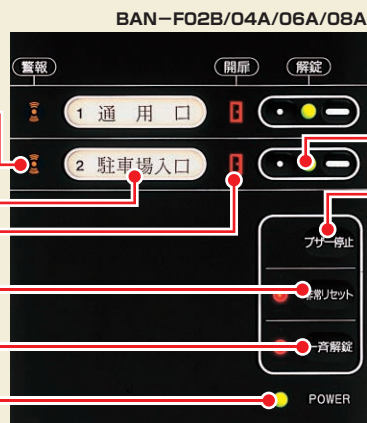 BAN-F02B/04A/06A/08A
警報 開扉 解錠
1 通用口
2 駐車場入口
ブザー停止
非常リセット
一斉解錠
POWER